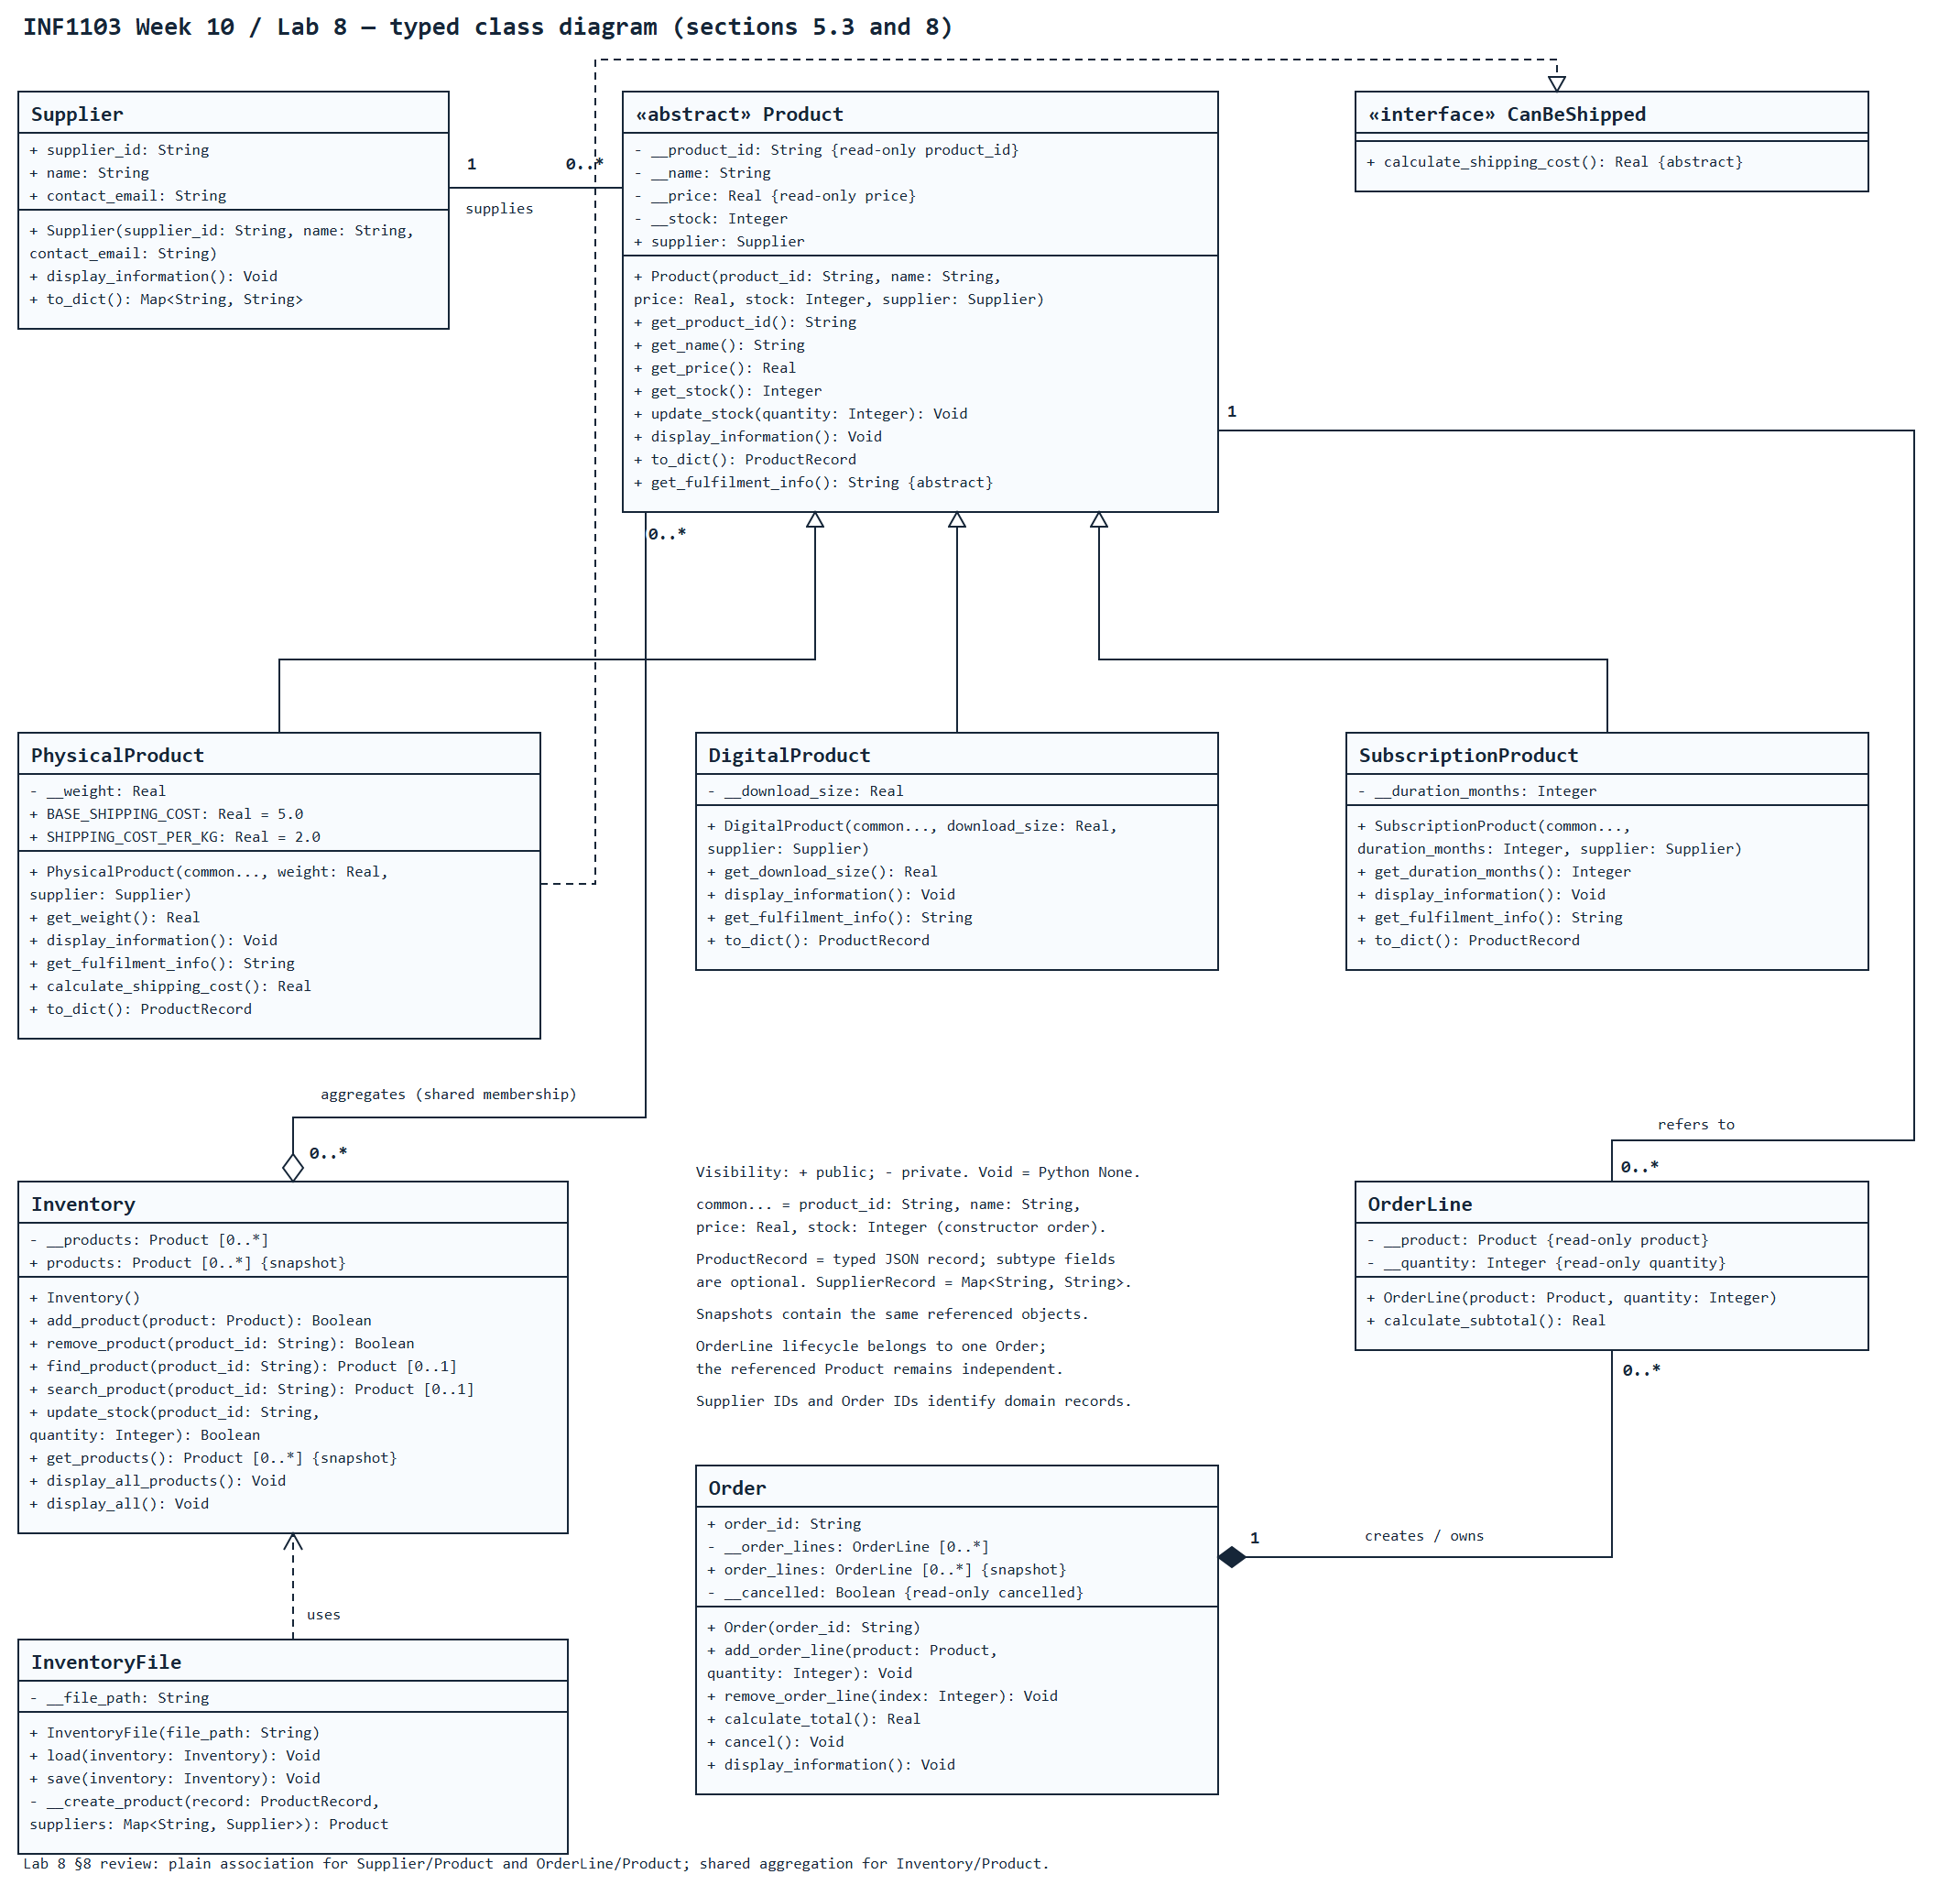 INF1103 Week 10 / Lab 8 — typed class diagram (sections 5.3 and 8)
Supplier
+ supplier_id: String
+ name: String
+ contact_email: String
+ Supplier(supplier_id: String, name: String,
contact_email: String)
+ display_information(): Void
+ to_dict(): Map<String, String>
1
0..*
supplies
«abstract» Product
- __product_id: String {read-only product_id}
- __name: String
- __price: Real {read-only price}
- __stock: Integer
+ supplier: Supplier
+ Product(product_id: String, name: String,
price: Real, stock: Integer, supplier: Supplier)
+ get_product_id(): String
+ get_name(): String
+ get_price(): Real
+ get_stock(): Integer
+ update_stock(quantity: Integer): Void
+ display_information(): Void
+ to_dict(): ProductRecord
+ get_fulfilment_info(): String {abstract}
«interface» CanBeShipped
+ calculate_shipping_cost(): Real {abstract}
1
0..*
PhysicalProduct
- __weight: Real
+ BASE_SHIPPING_COST: Real = 5.0
+ SHIPPING_COST_PER_KG: Real = 2.0
+ PhysicalProduct(common..., weight: Real,
supplier: Supplier)
+ get_weight(): Real
+ display_information(): Void
+ get_fulfilment_info(): String
+ calculate_shipping_cost(): Real
+ to_dict(): ProductRecord
DigitalProduct
- __download_size: Real
+ DigitalProduct(common..., download_size: Real,
supplier: Supplier)
+ get_download_size(): Real
+ display_information(): Void
+ get_fulfilment_info(): String
+ to_dict(): ProductRecord
SubscriptionProduct
- __duration_months: Integer
+ SubscriptionProduct(common...,
duration_months: Integer, supplier: Supplier)
+ get_duration_months(): Integer
+ display_information(): Void
+ get_fulfilment_info(): String
+ to_dict(): ProductRecord
aggregates (shared membership)
0..*
Inventory
- __products: Product [0..*]
+ products: Product [0..*] {snapshot}
+ Inventory()
+ add_product(product: Product): Boolean
+ remove_product(product_id: String): Boolean
+ find_product(product_id: String): Product [0..1]
+ search_product(product_id: String): Product [0..1]
+ update_stock(product_id: String,
quantity: Integer): Boolean
+ get_products(): Product [0..*] {snapshot}
+ display_all_products(): Void
+ display_all(): Void
Visibility: + public; - private. Void = Python None.
common... = product_id: String, name: String,
price: Real, stock: Integer (constructor order).
ProductRecord = typed JSON record; subtype fields
are optional. SupplierRecord = Map<String, String>.
Snapshots contain the same referenced objects.
OrderLine lifecycle belongs to one Order;
the referenced Product remains independent.
Supplier IDs and Order IDs identify domain records.
refers to
0..*
OrderLine
- __product: Product {read-only product}
- __quantity: Integer {read-only quantity}
+ OrderLine(product: Product, quantity: Integer)
+ calculate_subtotal(): Real
0..*
Order
+ order_id: String
- __order_lines: OrderLine [0..*]
+ order_lines: OrderLine [0..*] {snapshot}
- __cancelled: Boolean {read-only cancelled}
+ Order(order_id: String)
+ add_order_line(product: Product,
quantity: Integer): Void
+ remove_order_line(index: Integer): Void
+ calculate_total(): Real
+ cancel(): Void
+ display_information(): Void
1
creates / owns
uses
InventoryFile
- __file_path: String
+ InventoryFile(file_path: String)
+ load(inventory: Inventory): Void
+ save(inventory: Inventory): Void
- __create_product(record: ProductRecord,
suppliers: Map<String, Supplier>): Product
Lab 8 §8 review: plain association for Supplier/Product and OrderLine/Product; shared aggregation for Inventory/Product.